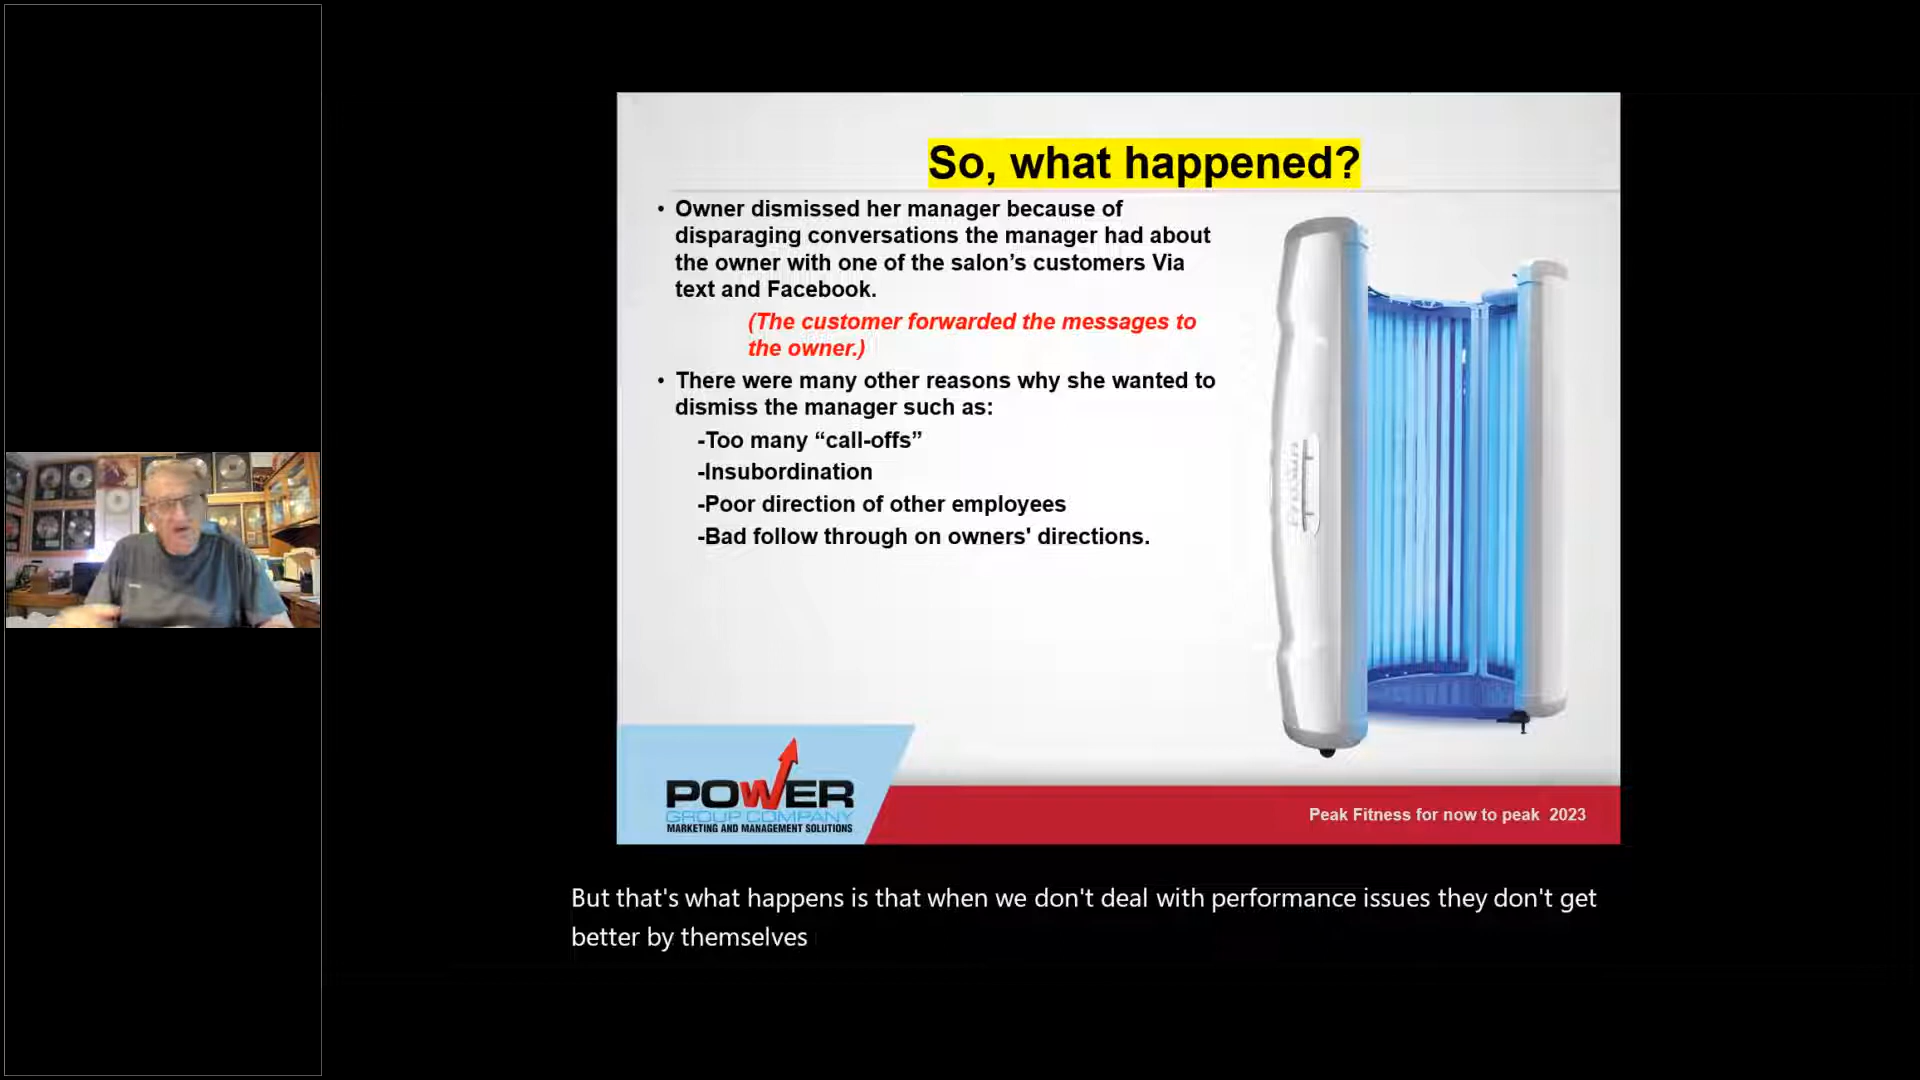 So, what happened?
• Owner dismissed her manager because of
disparaging conversations the manager had about
the owner with one of the salon’s customers Via
text and Facebook.
(The customer forwarded the messages to
the owner.)
• There were many other reasons why she wanted to
dismiss the manager such as:
-Too many “call-offs”
-Insubordination
-Poor direction of other employees
-Bad follow through on owners' directions.
POWER
GROUP COMPANY
MARKETING AND MANAGEMENT SOLUTIONS
Peak Fitness for now to peak 2023
But that's what happens is that when we don't deal with performance issues they don't get
better by themselves